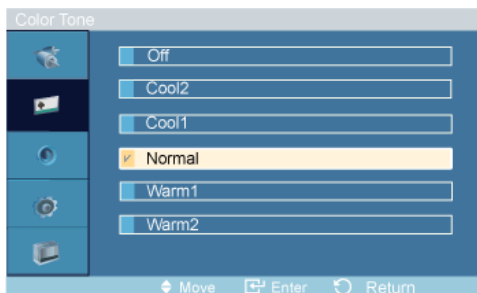 Color Tone
Off
Cool2
Cool1
Normal
Warm1
Warm2
Move Enter Return